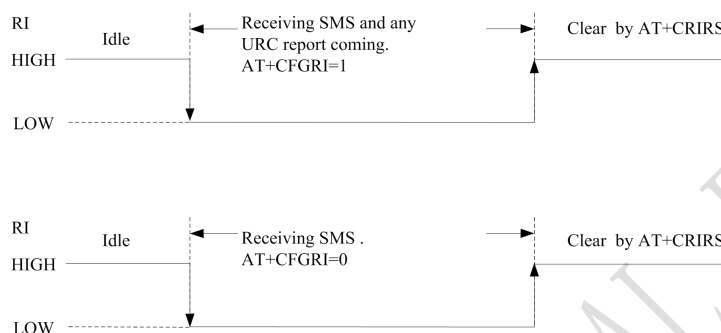 RI
Idle
Receiving SMS and any
URC report coming.
AT+CFGRI=1
Clear by AT+CRIRS
HIGH
LOW
RI
Idle
Receiving SMS .
AT+CFGRI=0
Clear by AT+CRIRS
HIGH
LOW